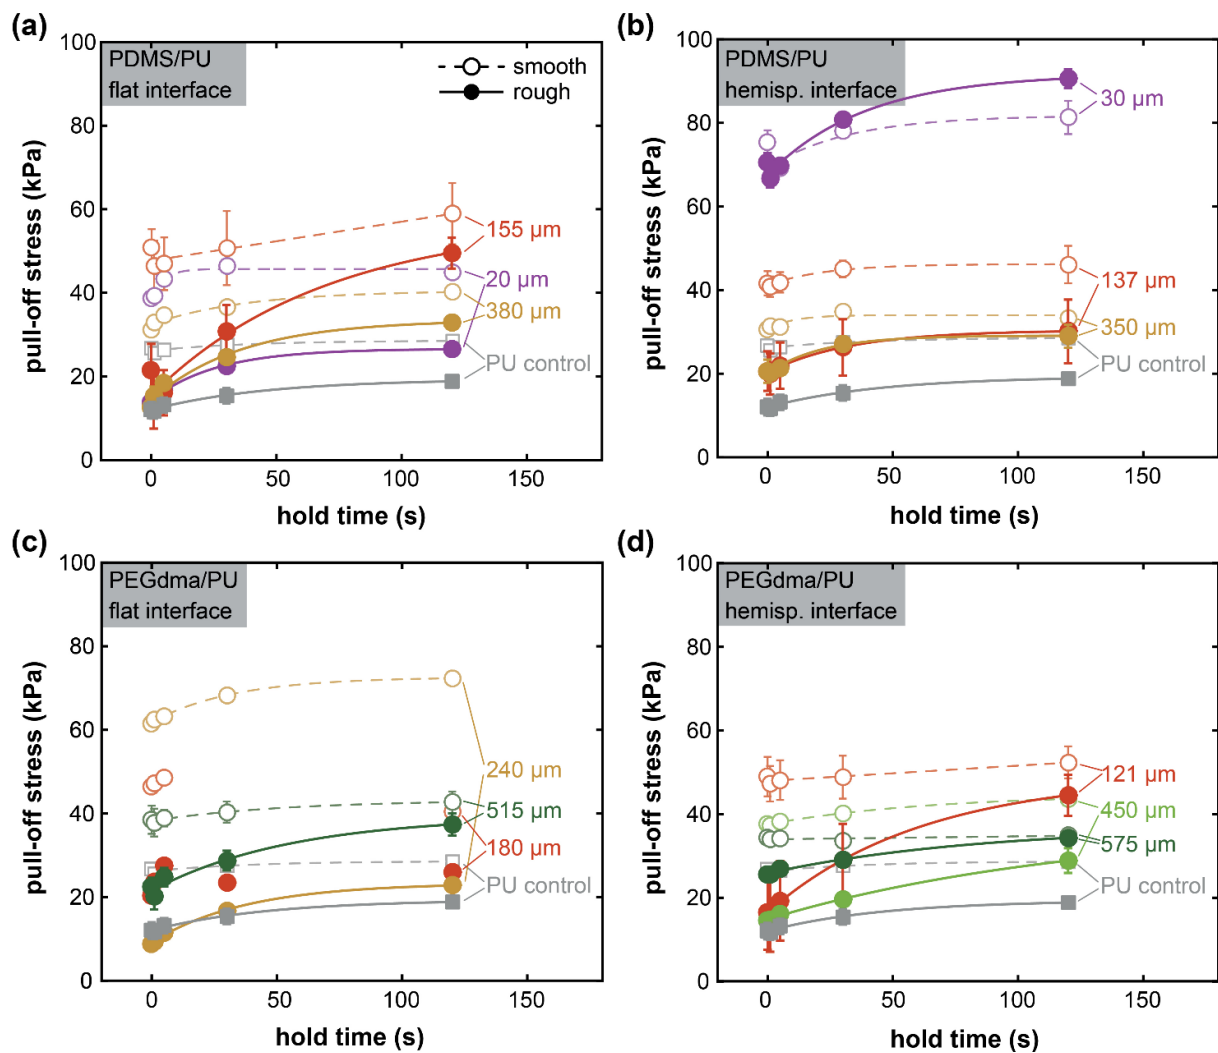 (a)
100
80
60
40
20
0
pull-off stress (kPa)
PDMS/PU
flat interface
smooth
rough
155 µm
20 µm
380 µm
PU control
0
50
100
150
hold time (s)
(b)
100
80
60
40
20
0
pull-off stress (kPa)
PDMS/PU
hemisp. interface
30 µm
137 µm
350 µm
PU control
0
50
100
150
hold time (s)
(c)
100
80
60
40
20
0
pull-off stress (kPa)
PEGdma/PU
flat interface
240 µm
515 µm
180 µm
PU control
0
50
100
150
hold time (s)
(d)
100
80
60
40
20
0
pull-off stress (kPa)
PEGdma/PU
hemisp. interface
121 µm
450 µm
575 µm
PU control
0
50
100
150
hold time (s)